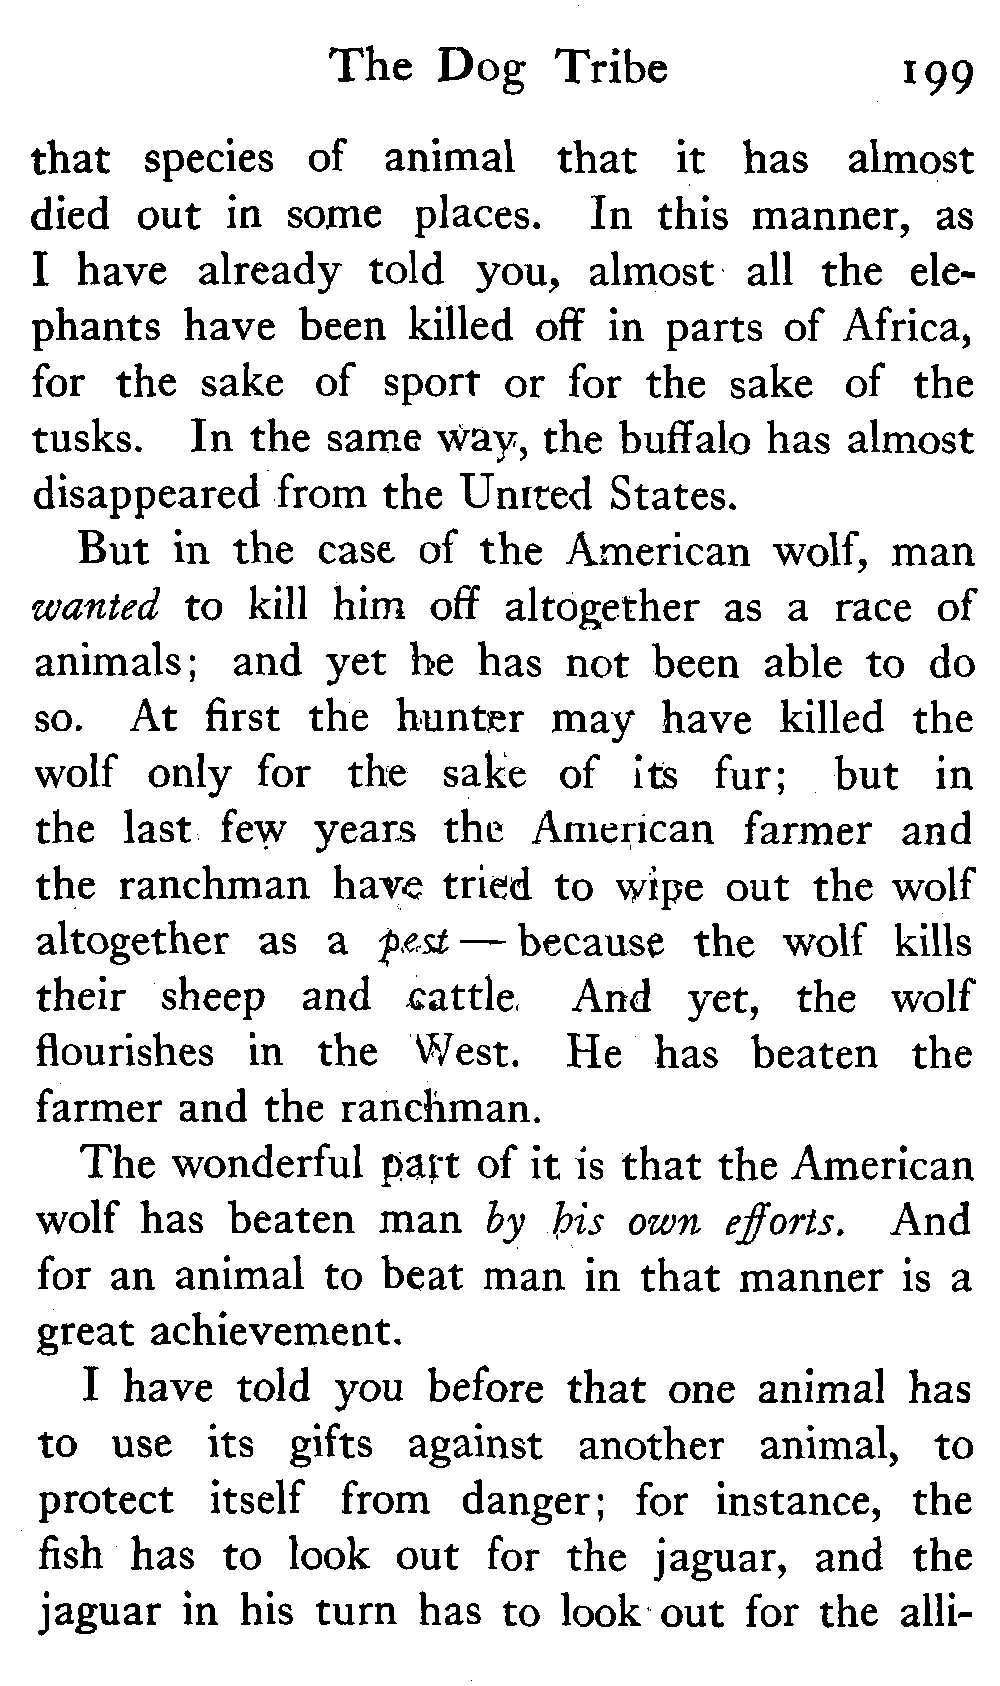 The Dog Tribe 199
that species of animal that it has almost
died out in some places. In this manner, as
I have already told you, almost all the ele-
phants have been killed off in parts of Africa,
for the sake of sport or for the sake of the
tusks. In the same way, the buffalo has almost
disappeared from the United States.
But in the case of the American wolf, man
wanted to kill him off altogether as a race of
animals; and yet he has not been able to do
so. At first the hunter may have killed the
wolf only for the sake of its fur; but in
the last few years the American farmer and
the ranchman have tried to wipe out the wolf
altogether as a pest — because the wolf kills
their sheep and cattle. And yet, the wolf
flourishes in the West. He has beaten the
farmer and the ranchman.
The wonderful part of it is that the American
wolf has beaten man by his own efforts. And
for an animal to beat man in that manner is a
great achievement.
I have told you before that one animal has
to use its gifts against another animal, to
protect itself from danger; for instance, the
fish has to look out for the jaguar, and the
jaguar in his turn has to look out for the alli-